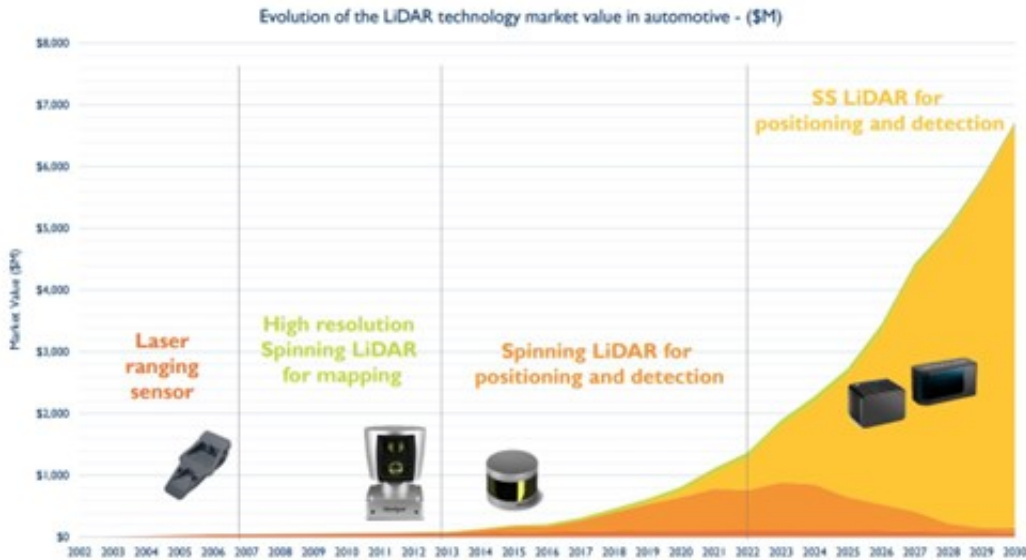 Evolution of the LiDAR technology market value in automotive - ($M)
$8,000
$7,000
$6,000
$5,000
$4,000
$3,000
$2,000
$1,000
$0
Market Value ($M)
Laser
ranging
sensor
High resolution
Spinning LiDAR
for mapping
Spinning LiDAR for
positioning and detection
SS LiDAR for
positioning and detection
2002 2003 2004 2005 2006 2007 2008 2009 2010 2011 2012 2013 2014 2015 2016 2017 2018 2019 2020 2021 2022 2023 2024 2025 2026 2027 2028 2029 2030